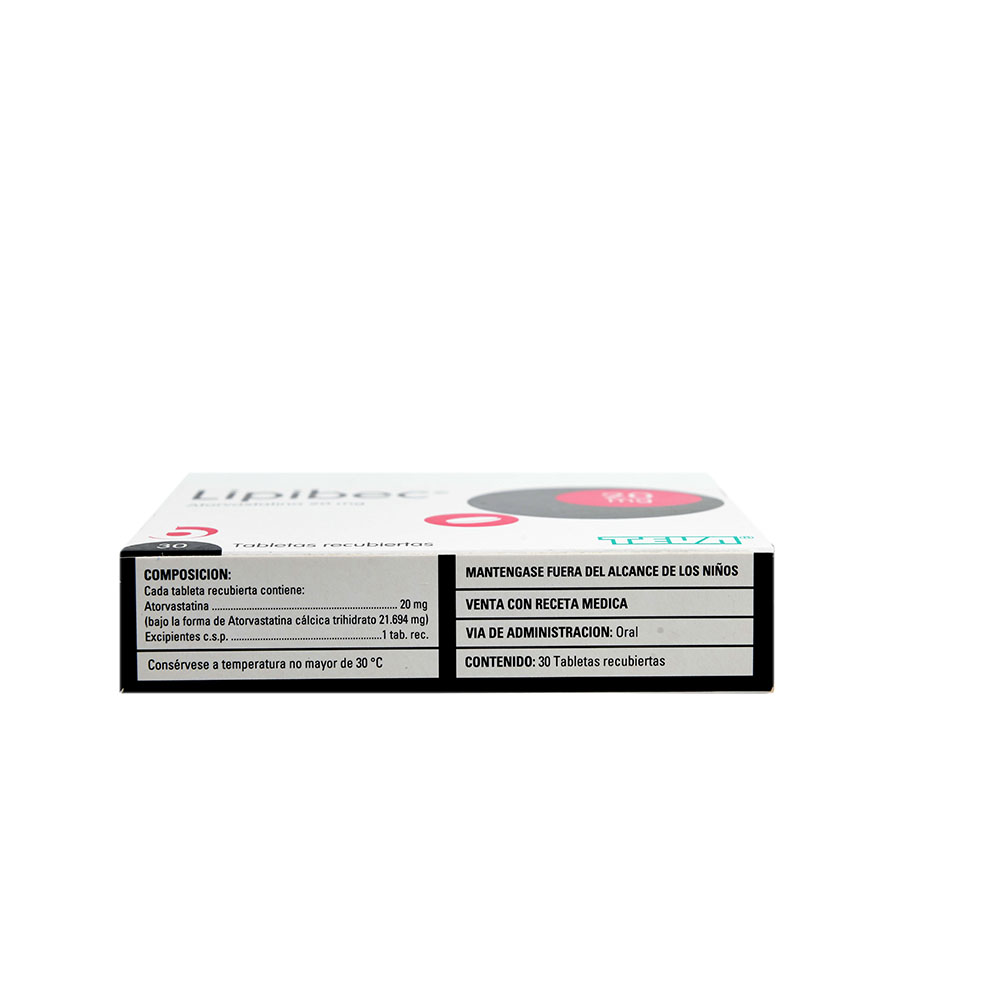 Lipibec®
Atorvastatina 20 mg
20
mg
30
Tabletas recubiertas
COMPOSICION:
Cada tableta recubierta contiene:
Atorvastatina ................................................................ 20 mg
(bajo la forma de Atorvastatina cálcica trihidrato 21.694 mg)
Excipientes c.s.p. ....................................................1 tab. rec.
Consérvese a temperatura no mayor de 30 °C
MANTENGASE FUERA DEL ALCANCE DE LOS NIÑOS
VENTA CON RECETA MEDICA
VIA DE ADMINISTRACION: Oral
CONTENIDO: 30 Tabletas recubiertas